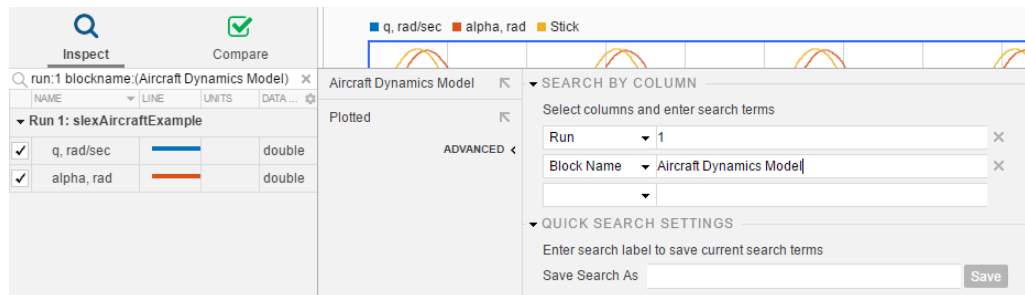 Inspect
Compare
run:1 blockname:(Aircraft Dynamics Model)
NAME LINE UNITS DATA ...
Run 1: slexAircraftExample
q, rad/sec double
alpha, rad double
q, rad/sec alpha, rad Stick
Aircraft Dynamics Model
Plotted
ADVANCED
SEARCH BY COLUMN
Select columns and enter search terms
Run 1
Block Name Aircraft Dynamics Model
QUICK SEARCH SETTINGS
Enter search label to save current search terms
Save Search As Save